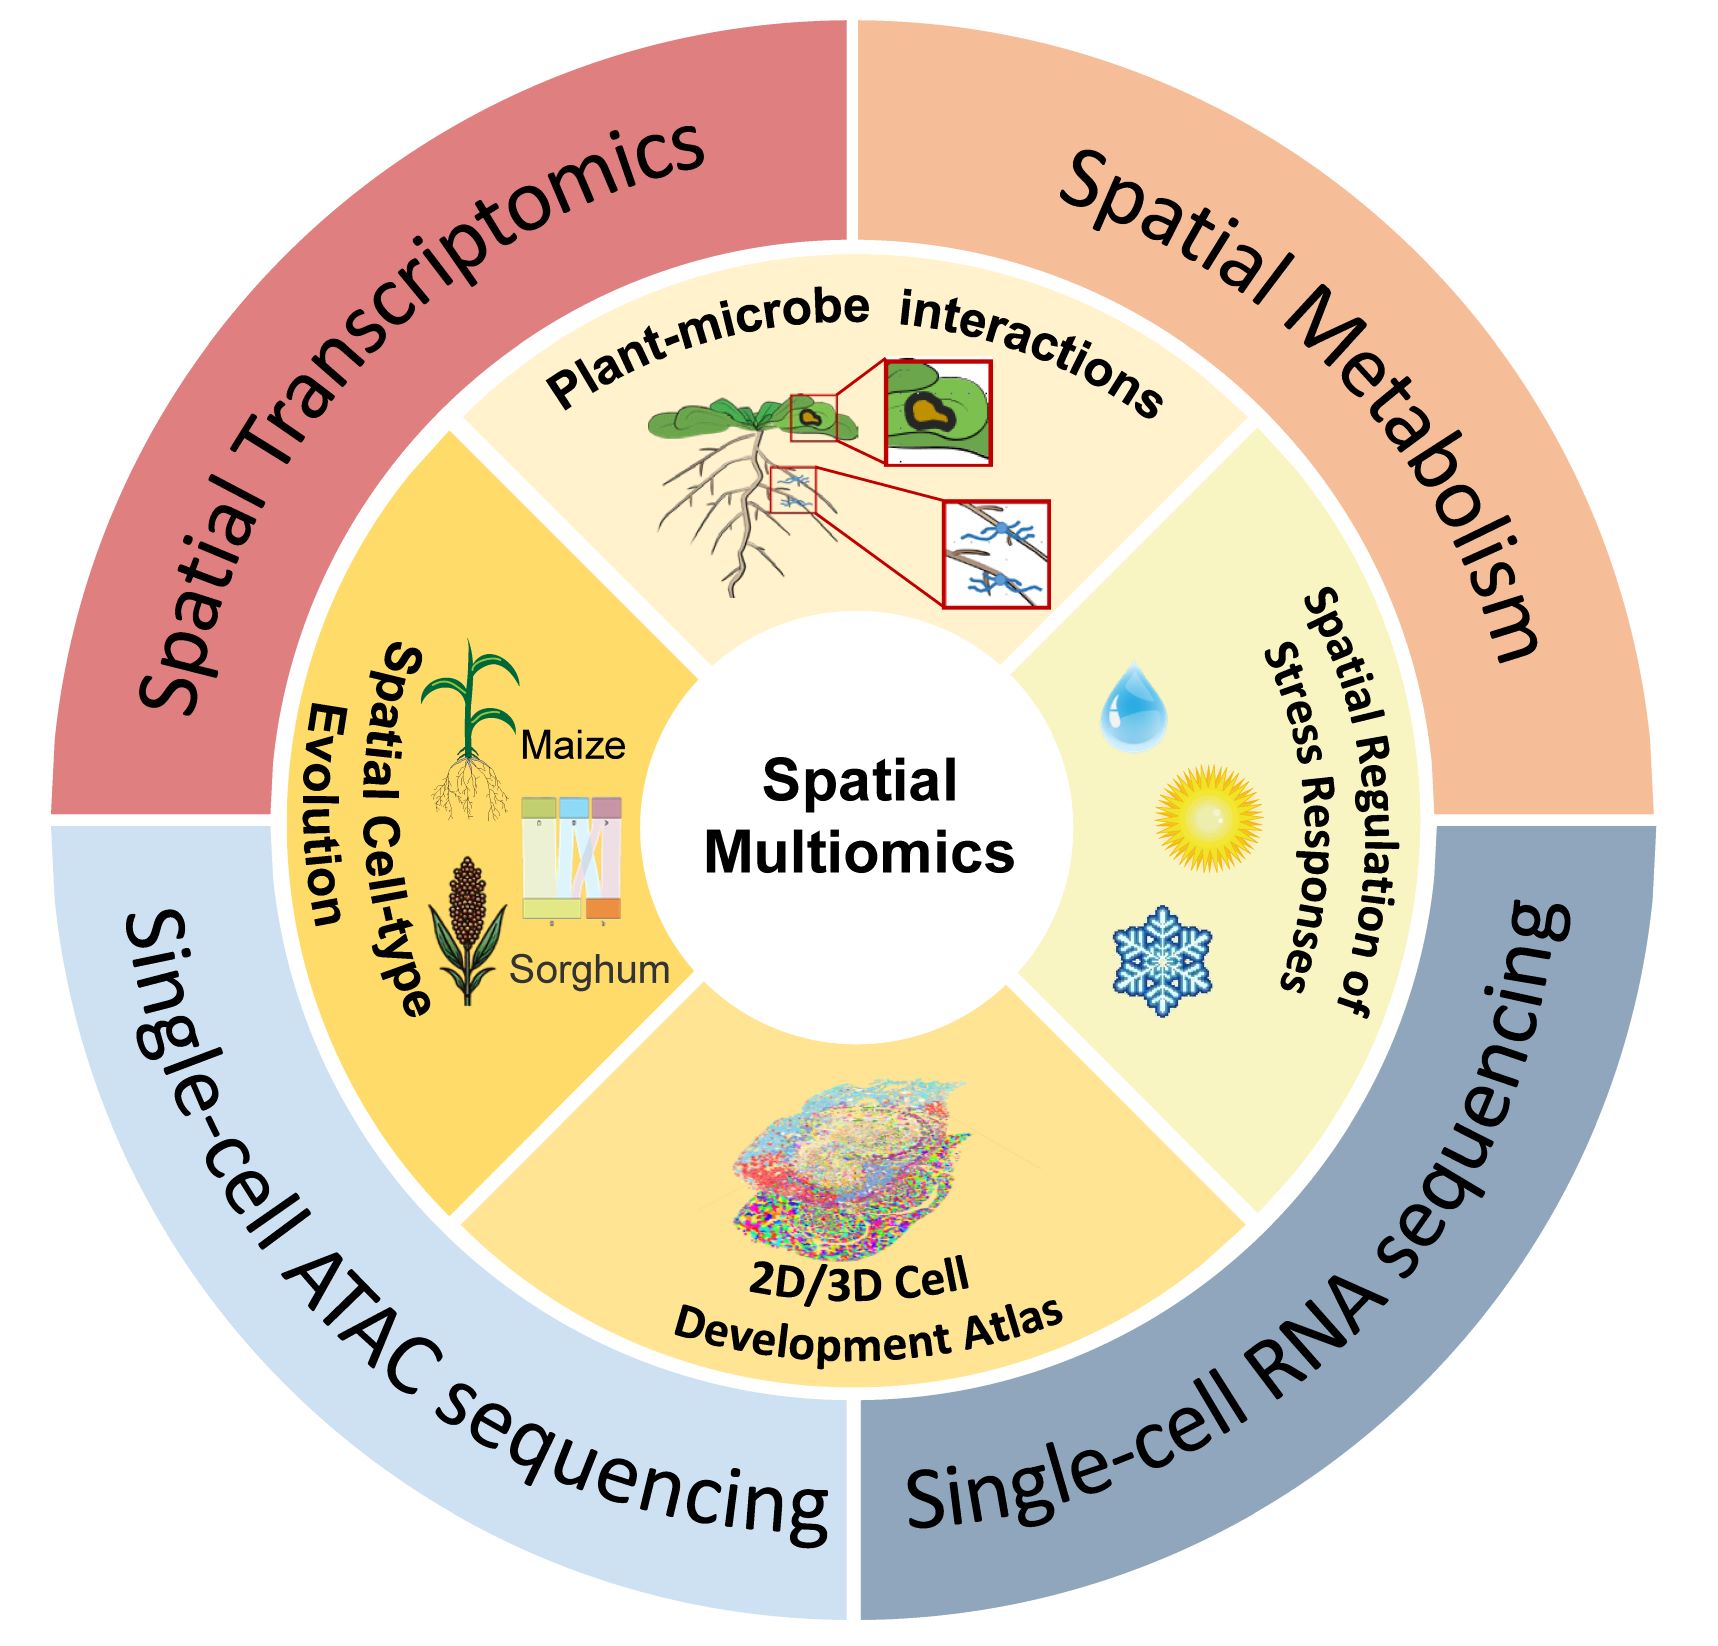 Spatial Transcriptomics
Spatial Metabolism
Plant-microbe interactions
Spatial Regulation of
Stress Responses
Spatial Cell-type
Evolution
Maize
Sorghum
Spatial
Multiomics
2D/3D Cell
Development Atlas
Single-cell ATAC sequencing
Single-cell RNA sequencing